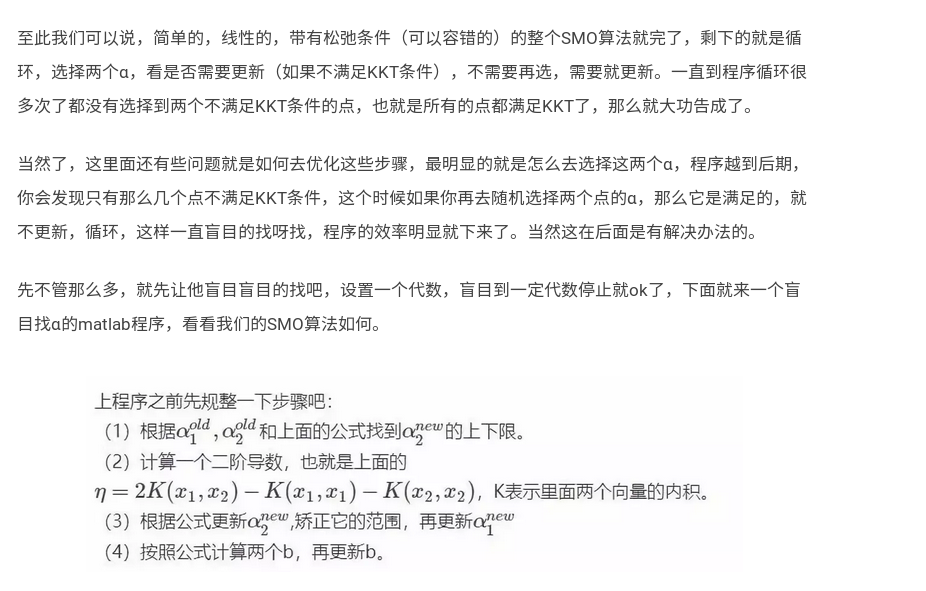 至此我们可以说，简单的，线性的，带有松弛条件（可以容错的）的整个SMO算法就完了，剩下的就是循
环，选择两个α，看是否需要更新（如果不满足KKT条件），不需要再选，需要就更新。一直到程序循环很
多次了都没有选择到两个不满足KKT条件的点，也就是所有的点都满足KKT了，那么就大功告成了。
当然了，这里面还有些问题就是如何去优化这些步骤，最明显的就是怎么去选择这两个α，程序越到后期，
你会发现只有那么几个点不满足KKT条件，这个时候如果你再去随机选择两个点的α，那么它是满足的，就
不更新，循环，这样一直盲目的找呀找，程序的效率明显就下来了。当然这在后面是有解决办法的。
先不管那么多，就先让他盲目盲目的找吧，设置一个代数，盲目到一定代数停止就ok了，下面就来一个盲
目找α的matlab程序，看看我们的SMO算法如何。
上程序之前先规整一下步骤吧：
（1）根据α₁^{old},α₂^{old}和上面的公式找到α₂^{new}的上下限。
（2）计算一个二阶导数，也就是上面的
η = 2K(x₁,x₂) − K(x₁,x₁) − K(x₂,x₂)，K表示里面两个向量的内积。
（3）根据公式更新α₂^{new},矫正它的范围，再更新α₁^{new}
（4）按照公式计算两个b，再更新b。